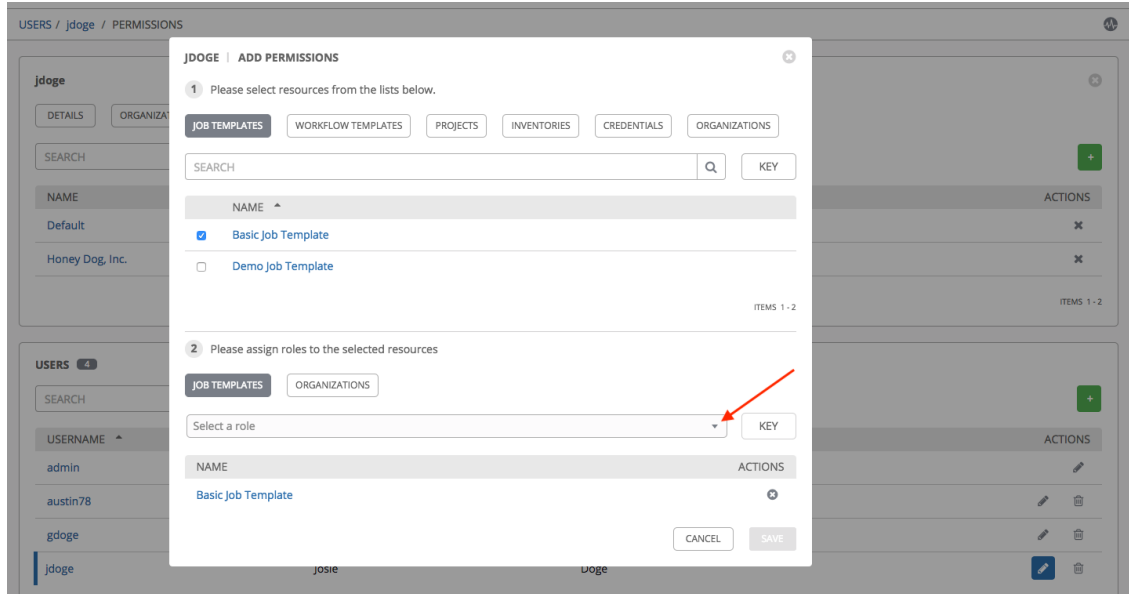 USERS / jdoge / PERMISSIONS
JDOGE | ADD PERMISSIONS
1 Please select resources from the lists below.
JOB TEMPLATES WORKFLOW TEMPLATES PROJECTS INVENTORIES CREDENTIALS ORGANIZATIONS
SEARCH KEY
NAME
Basic Job Template
Demo Job Template
ITEMS 1 - 2
2 Please assign roles to the selected resources
JOB TEMPLATES ORGANIZATIONS
Select a role KEY
NAME ACTIONS
Basic Job Template
CANCEL SAVE
jdoge
DETAILS
SEARCH +
NAME ACTIONS
Default
Honey Dog, Inc.
ITEMS 1 - 2
USERS 4
SEARCH +
USERNAME ACTIONS
admin
austin78
gdoge
jdoge Josie Doge